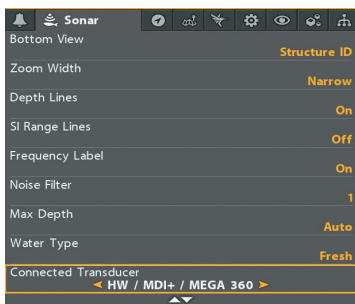 Sonar
Bottom View
Structure ID
Zoom Width
Narrow
Depth Lines
On
SI Range Lines
Off
Frequency Label
On
Noise Filter
1
Max Depth
Auto
Water Type
Fresh
Connected Transducer
HW / MDI+ / MEGA 360